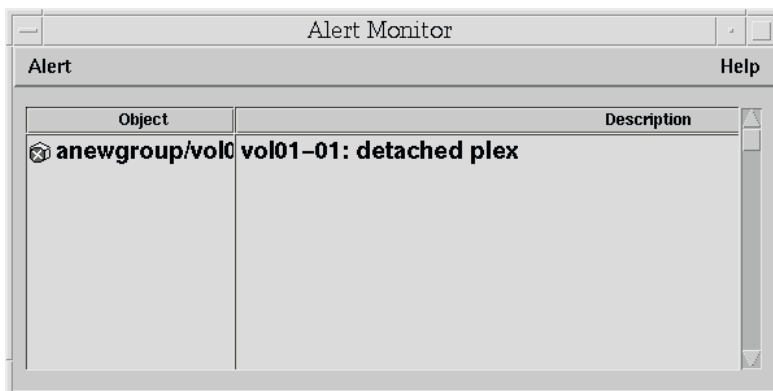 Alert Monitor
Alert Help
Object Description
anewgroup/vol0 vol01-01: detached plex